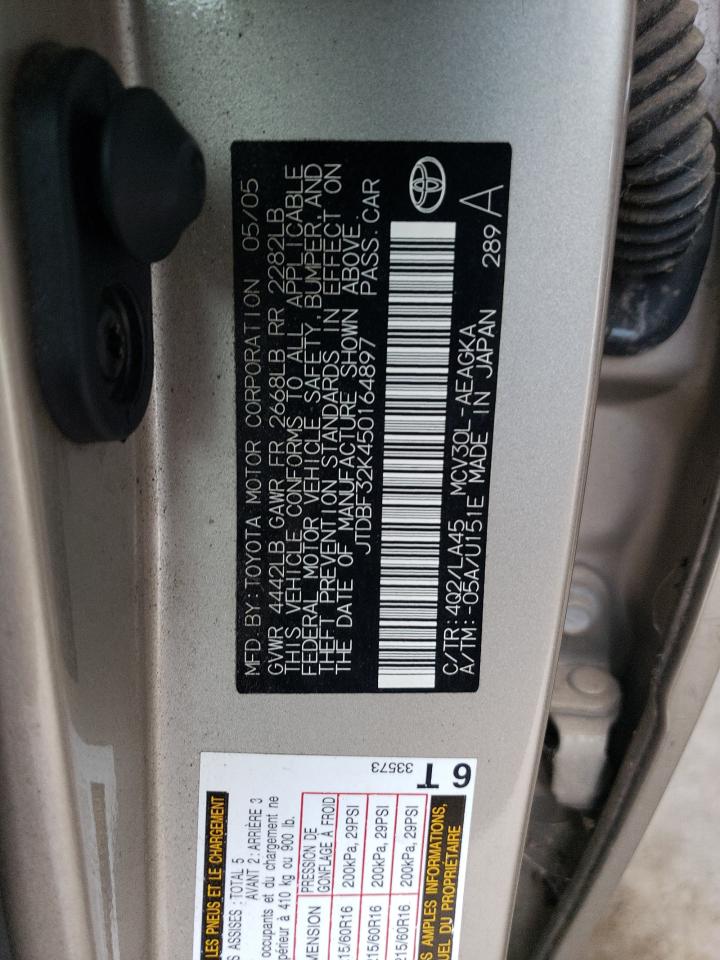 MFD BY: TOYOTA MOTOR CORPORATION 05/05
GVWR 4442LB GAWR FR 2668LB RR 2282LB
THIS VEHICLE CONFORMS TO ALL APPLICABLE
FEDERAL MOTOR VEHICLE SAFETY, BUMPER, AND
THEFT PREVENTION STANDARDS IN EFFECT ON
THE DATE OF MANUFACTURE SHOWN ABOVE.
JTDBF32K450164897 PASS.CAR
C/TR:4Q2/LA45 MCV30L-AEAGKA
A/TM:-05A/U151E MADE IN JAPAN 289 A
LES PNEUS ET LE CHARGEMENT
S ASSISES : TOTAL 5
AVANT 2 : ARRIÈRE 3
occupants et du chargement ne
périeur à 410 kg ou 900 lb.
MENSION PRESSION DE GONFLAGE À FROID
215/60R16 200kPa, 29PSI
215/60R16 200kPa, 29PSI
215/60R16 200kPa, 29PSI
S AMPLES INFORMATIONS,
UEL DU PROPRIÉTAIRE
33573
6T